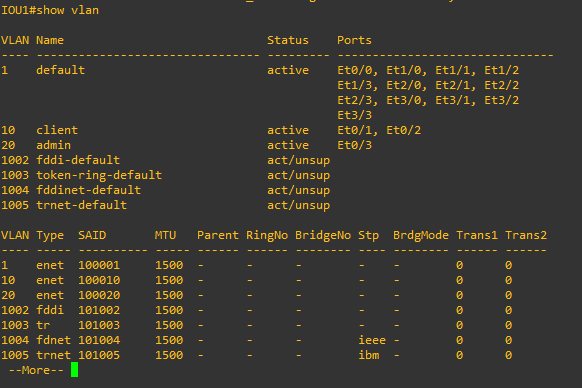 IOU1#show vlan
VLAN Name                             Status    Ports
---- -------------------------------- --------- -------------------------------
1    default                          active    Et0/0, Et1/0, Et1/1, Et1/2
                                                Et1/3, Et2/0, Et2/1, Et2/2
                                                Et2/3, Et3/0, Et3/1, Et3/2
                                                Et3/3
10   client                           active    Et0/1, Et0/2
20   admin                            active    Et0/3
1002 fddi-default                     act/unsup
1003 token-ring-default               act/unsup
1004 fddinet-default                  act/unsup
1005 trnet-default                    act/unsup
VLAN Type  SAID       MTU   Parent RingNo BridgeNo Stp  BrdgMode Trans1 Trans2
---- ----- ---------- ----- ------ ------ -------- ---- -------- ------ ------
1    enet  100001     1500  -      -      -        -    -        0      0
10   enet  100010     1500  -      -      -        -    -        0      0
20   enet  100020     1500  -      -      -        -    -        0      0
1002 fddi  101002     1500  -      -      -        -    -        0      0
1003 tr    101003     1500  -      -      -        -    -        0      0
1004 fdnet 101004     1500  -      -      -        ieee -        0      0
1005 trnet 101005     1500  -      -      -        ibm  -        0      0
 --More--